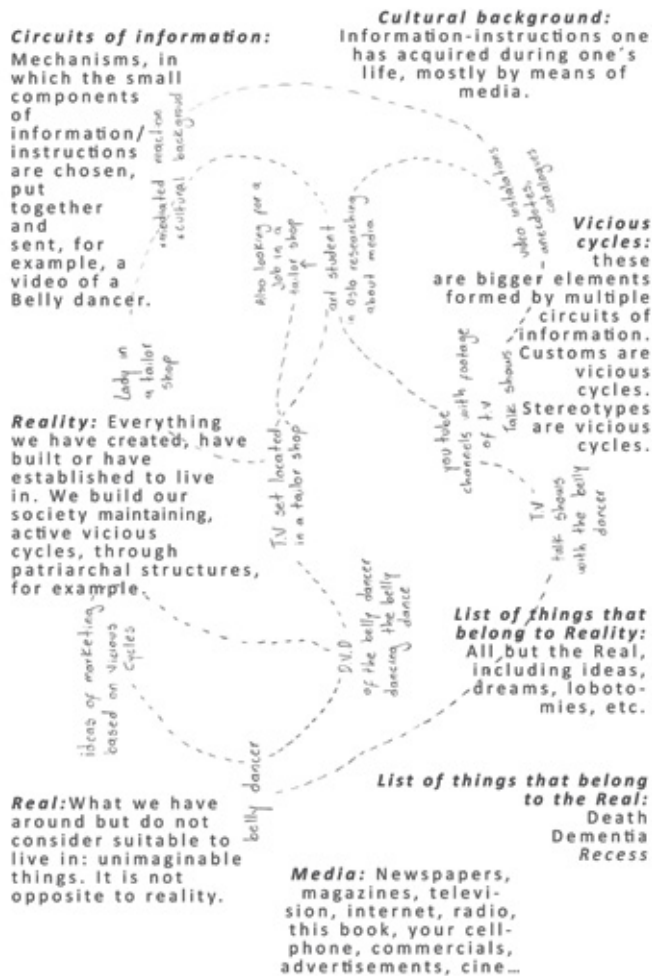 Circuits of information:
Mechanisms, in
which the small
components
of
information/
instructions
are chosen,
put
together
and
sent, for
example, a
video of a
Belly dancer.
Cultural background:
Information-instructions one
has acquired during one´s
life, mostly by means of
media.
Vicious
cycles:
these
are bigger elements
formed by multiple
circuits of
information.
Customs are
vicious
cycles.
Stereotypes
are vicious
cycles.
•mediated reaction
•cultural backgroud
Also looking for a
job in a
tailor shop
art student
in oslo researching
about media
video instalations
anecdotes,
catalogues
Lady in
a tailor
shop
T.V set located
in a tailor shop
you tube
channels with footage
of T.V
Talk shows
T.V
talk shows
with the belly
dancer
Reality: Everything
we have created, have
built or have
established to live
in. We build our
society maintaining,
active vicious
cycles, through
patriarchal structures,
for example.
ideas of marketing
based on vicious
cycles
D.V.D
of the belly dancer
dancing the belly
dance
belly dancer
List of things that
belong to Reality:
All but the Real,
including ideas,
dreams, loboto-
mies, etc.
List of things that belong
to the Real:
Death
Dementia
Recess
Real:What we have
around but do not
consider suitable to
live in: unimaginable
things. It is not
opposite to reality.
Media: Newspapers,
magazines, televi-
sion, internet, radio,
this book, your cell-
phone, commercials,
advertisements, cine…